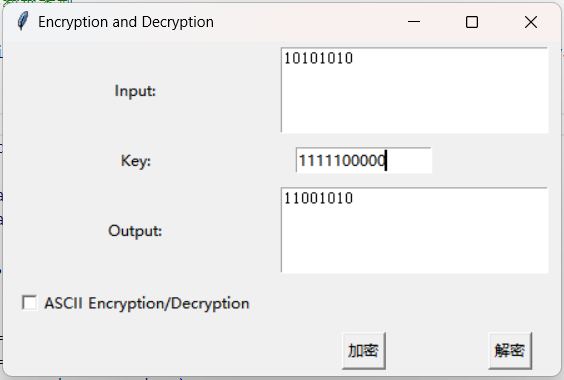 Encryption and Decryption
Input:
10101010
Key:
1111100000
Output:
11001010
ASCII Encryption/Decryption
加密
解密